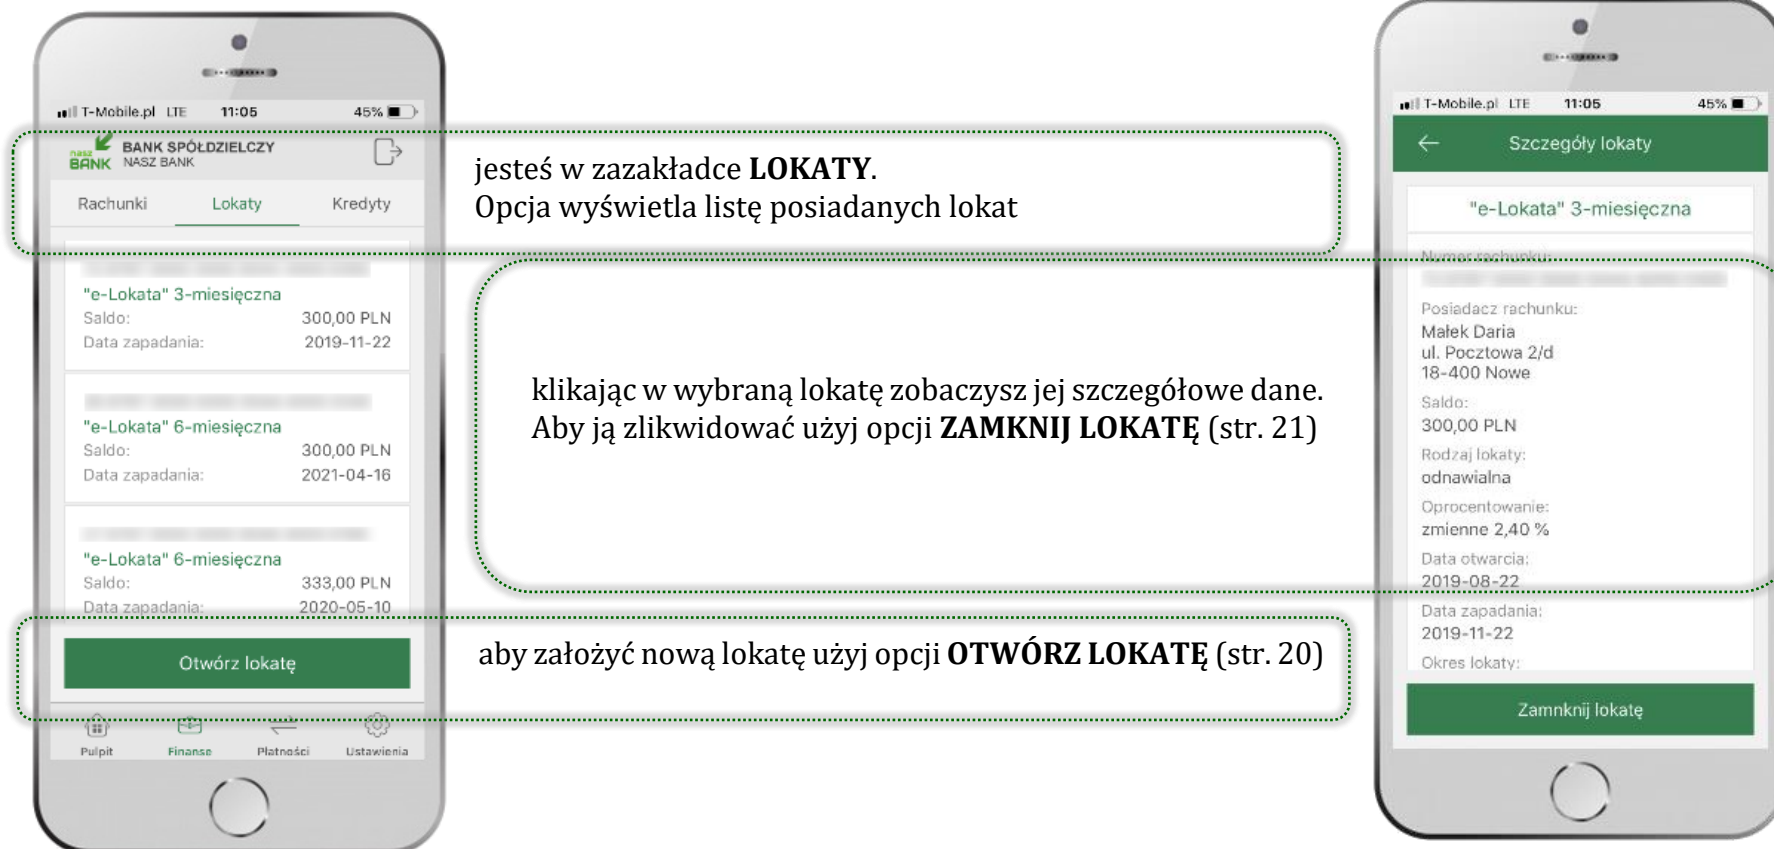 T-Mobile.pl LTE 11:05 45%
nasz BANK BANK SPÓŁDZIELCZY
NASZ BANK
Rachunki Lokaty Kredyty
"e-Lokata" 3-miesięczna
Saldo: 300,00 PLN
Data zapadania: 2019-11-22
"e-Lokata" 6-miesięczna
Saldo: 300,00 PLN
Data zapadania: 2021-04-16
"e-Lokata" 6-miesięczna
Saldo: 333,00 PLN
Data zapadania: 2020-05-10
Otwórz lokatę
Pulpit Finanse Płatności Ustawienia
jesteś w zazakładce LOKATY.
Opcja wyświetla listę posiadanych lokat
klikając w wybraną lokatę zobaczysz jej szczegółowe dane.
Aby ją zlikwidować użyj opcji ZAMKNIJ LOKATĘ (str. 21)
aby założyć nową lokatę użyj opcji OTWÓRZ LOKATĘ (str. 20)
T-Mobile.pl LTE 11:05 45%
Szczegóły lokaty
"e-Lokata" 3-miesięczna
Numer rachunku:
Posiadacz rachunku:
Małek Daria
ul. Pocztowa 2/d
18-400 Nowe
Saldo:
300,00 PLN
Rodzaj lokaty:
odnawialna
Oprocentowanie:
zmienne 2,40 %
Data otwarcia:
2019-08-22
Data zapadania:
2019-11-22
Okres lokaty:
Zamnknij lokatę